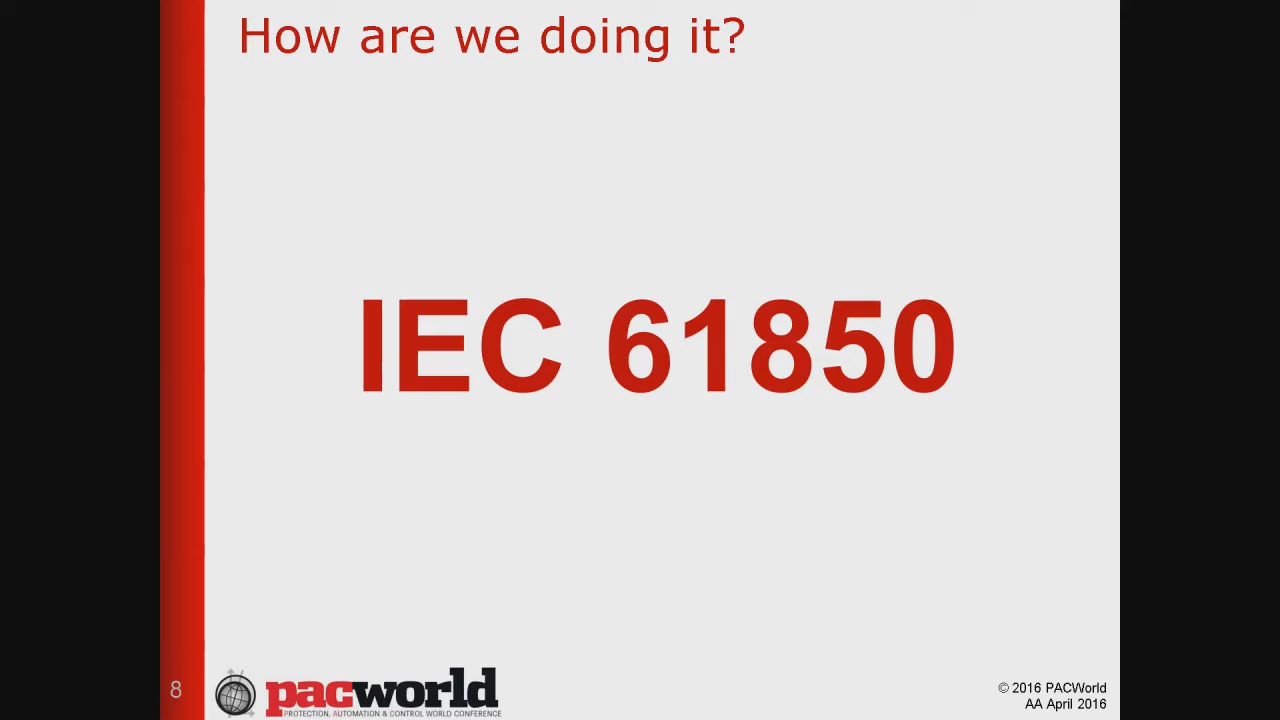 How are we doing it?
IEC 61850
8
pacworld
PROTECTION, AUTOMATION & CONTROL WORLD CONFERENCE
© 2016 PACWorld
AA April 2016